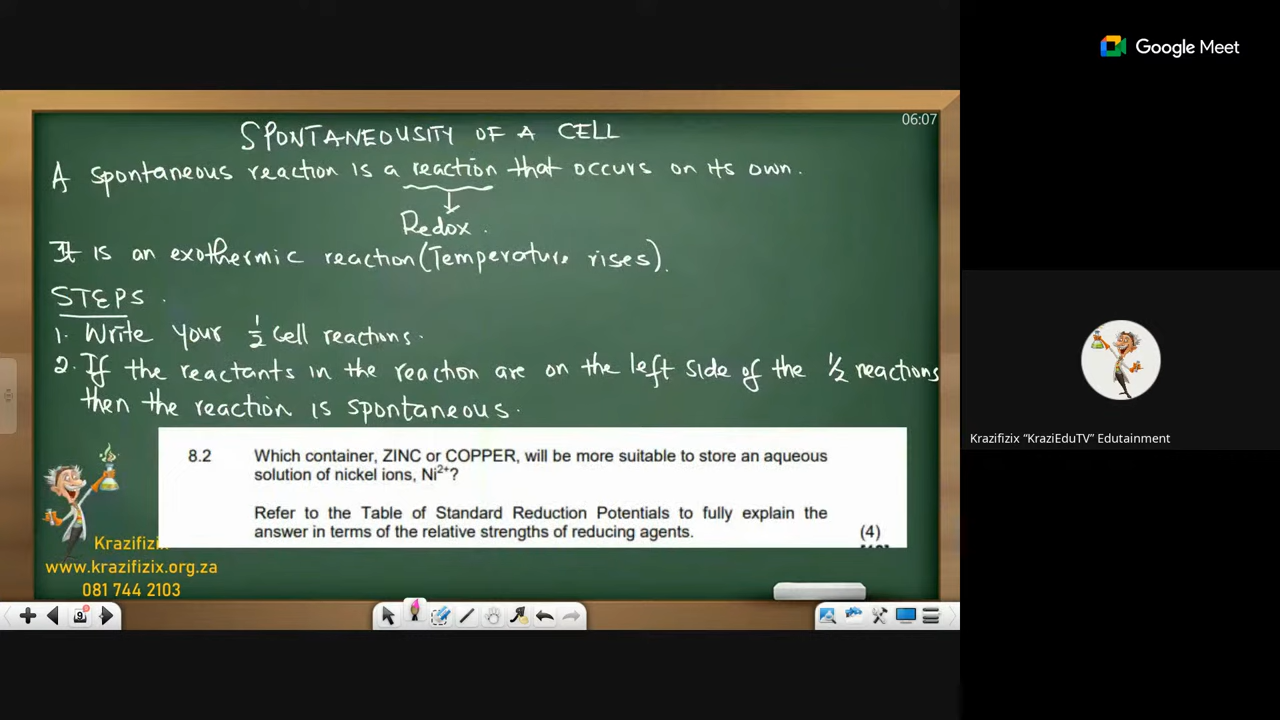 Google Meet
06:07
SPONTANEOUSITY OF A CELL
A spontaneous reaction is a reaction that occurs on its own.
Redox.
It is an exothermic reaction (Temperature rises).
STEPS.
1. Write your ½ cell reactions.
2. If the reactants in the reaction are on the left side of the ½ reactions
then the reaction is spontaneous.
8.2 Which container, ZINC or COPPER, will be more suitable to store an aqueous
solution of nickel ions, Ni²⁺?
Refer to the Table of Standard Reduction Potentials to fully explain the
answer in terms of the relative strengths of reducing agents. (4)
Krazifizix
www.krazifizix.org.za
081 744 2103
9
Krazifizix "KraziEduTV" Edutainment